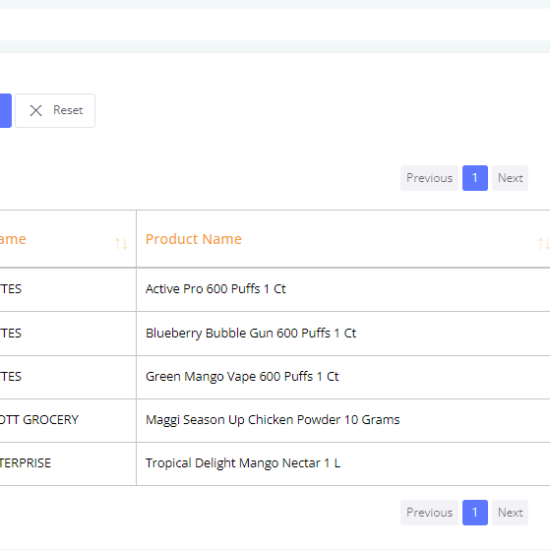 Reset
Previous 1 Next
ame Product Name
TES Active Pro 600 Puffs 1 Ct
TES Blueberry Bubble Gun 600 Puffs 1 Ct
TES Green Mango Vape 600 Puffs 1 Ct
OTT GROCERY Maggi Season Up Chicken Powder 10 Grams
TERPRISE Tropical Delight Mango Nectar 1 L
Previous 1 Next